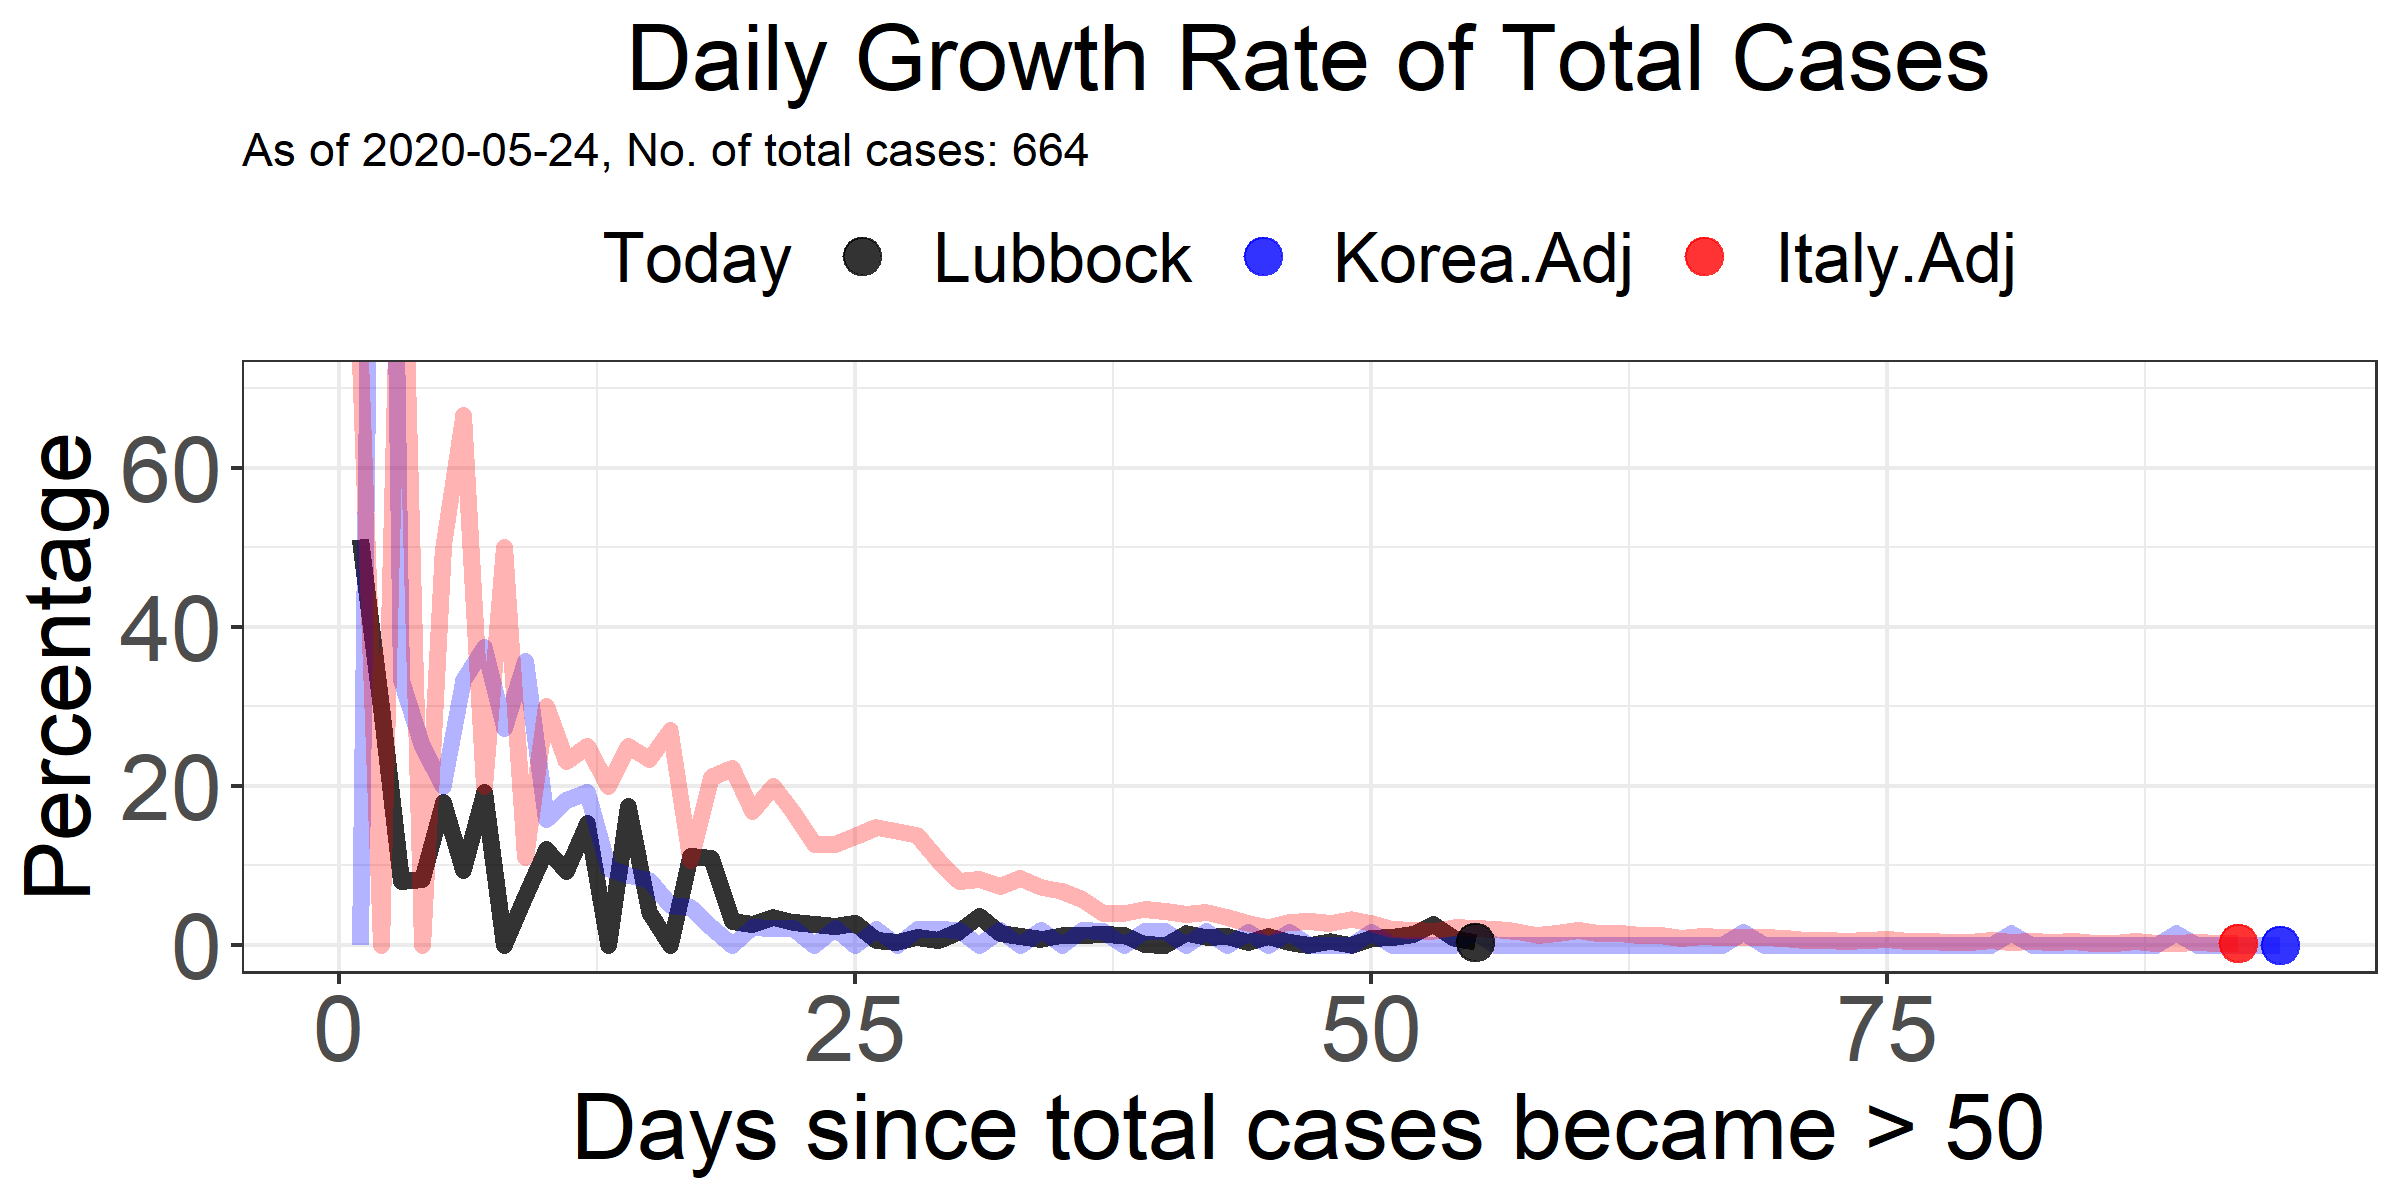 Daily Growth Rate of Total Cases
As of 2020-05-24, No. of total cases: 664
Today Lubbock Korea.Adj Italy.Adj
Percentage
60
40
20
0
0 25 50 75
Days since total cases became > 50